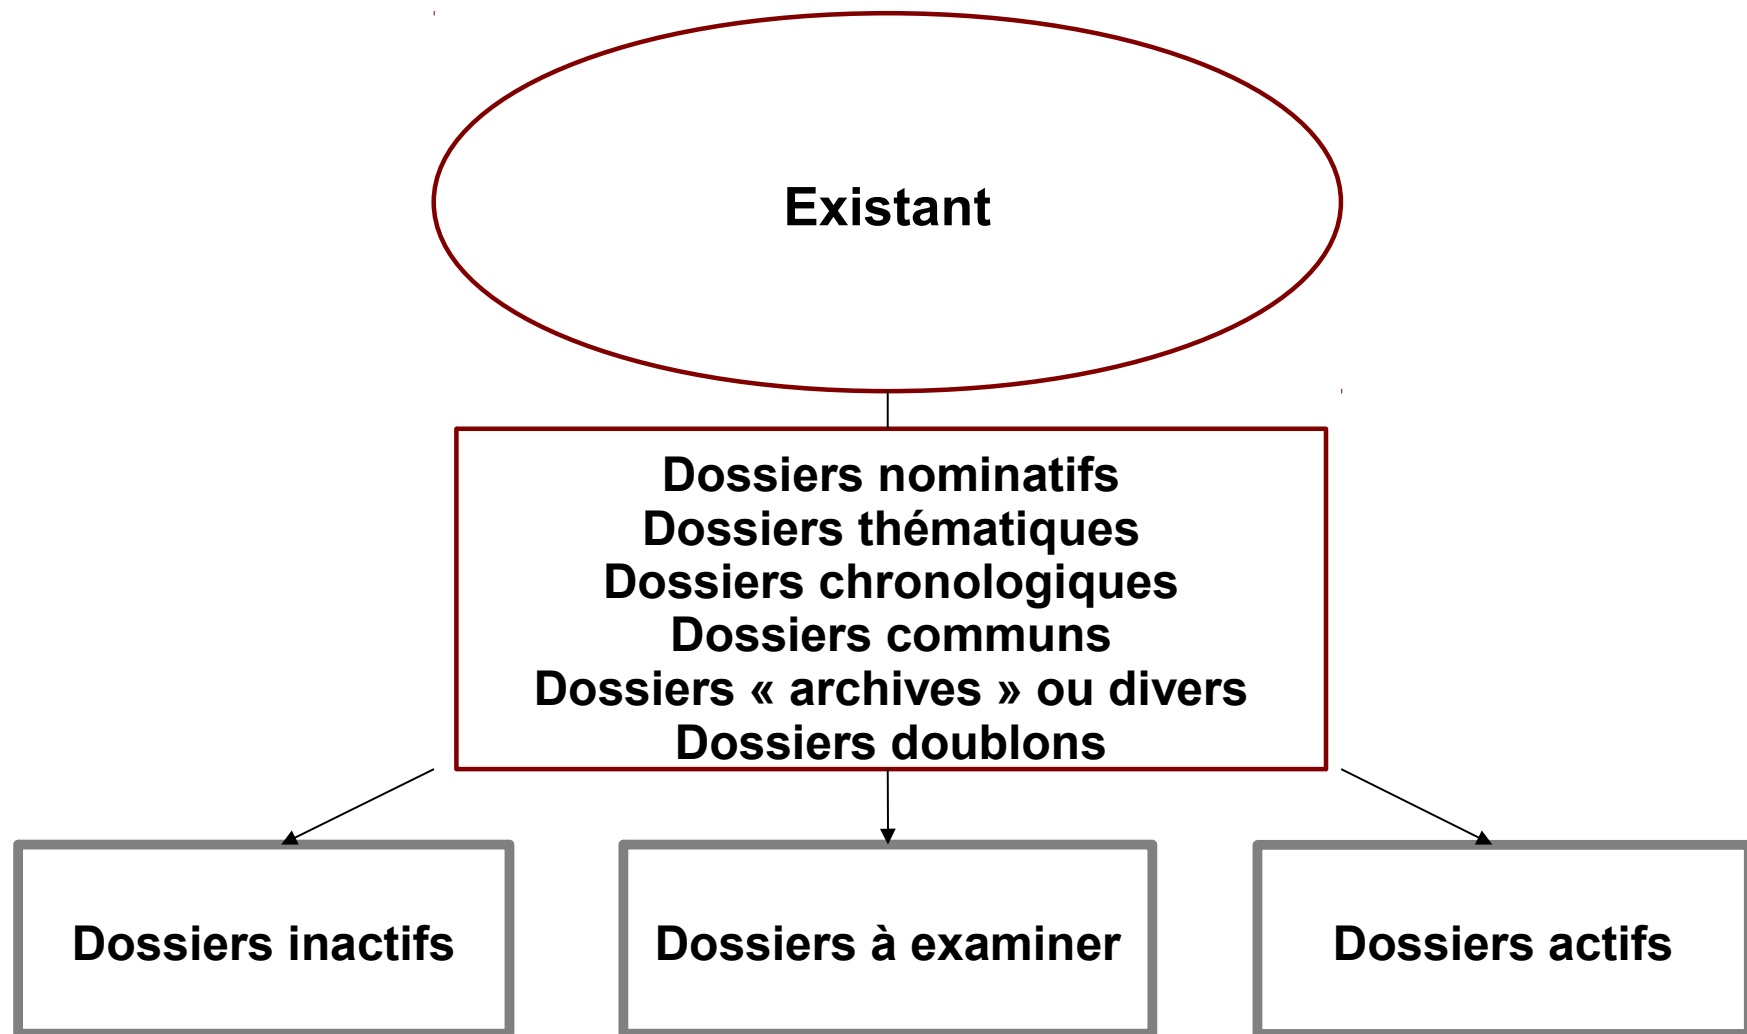 Existant
Dossiers nominatifs
Dossiers thématiques
Dossiers chronologiques
Dossiers communs
Dossiers « archives » ou divers
Dossiers doublons
Dossiers inactifs
Dossiers à examiner
Dossiers actifs